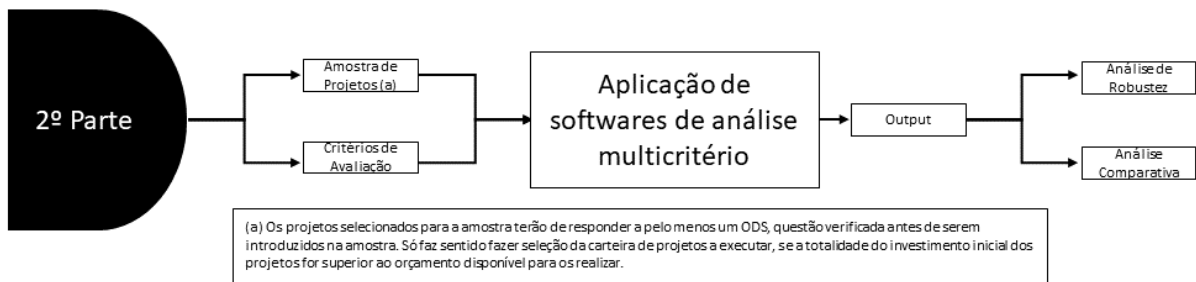 2º Parte
Amostra de
Projetos (a)
Critérios de
Avaliação
Aplicação de
softwares de análise
multicritério
Output
Análise de
Robustez
Análise
Comparativa
(a) Os projetos selecionados para a amostra terão de responder a pelo menos um ODS, questão verificada antes de serem
introduzidos na amostra. Só faz sentido fazer seleção da carteira de projetos a executar, se a totalidade do investimento inicial dos
projetos for superior ao orçamento disponível para os realizar.